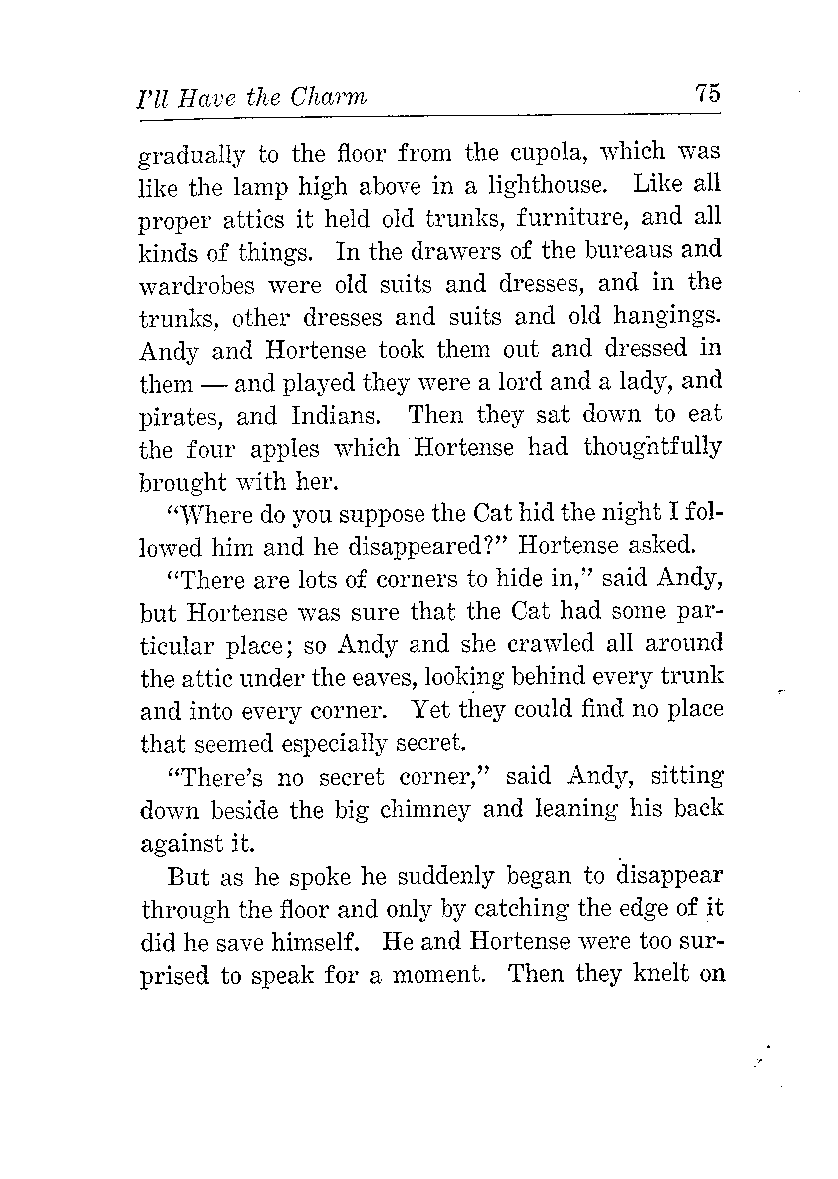 I'll Have the Charm 75
gradually to the floor from the cupola, which was
like the lamp high above in a lighthouse. Like all
proper attics it held old trunks, furniture, and all
kinds of things. In the drawers of the bureaus and
wardrobes were old suits and dresses, and in the
trunks, other dresses and suits and old hangings.
Andy and Hortense took them out and dressed in
them — and played they were a lord and a lady, and
pirates, and Indians. Then they sat down to eat
the four apples which Hortense had thoughtfully
brought with her.
“Where do you suppose the Cat hid the night I fol-
lowed him and he disappeared?” Hortense asked.
“There are lots of corners to hide in,” said Andy,
but Hortense was sure that the Cat had some par-
ticular place; so Andy and she crawled all around
the attic under the eaves, looking behind every trunk
and into every corner. Yet they could find no place
that seemed especially secret.
“There's no secret corner,” said Andy, sitting
down beside the big chimney and leaning his back
against it.
But as he spoke he suddenly began to disappear
through the floor and only by catching the edge of it
did he save himself. He and Hortense were too sur-
prised to speak for a moment. Then they knelt on